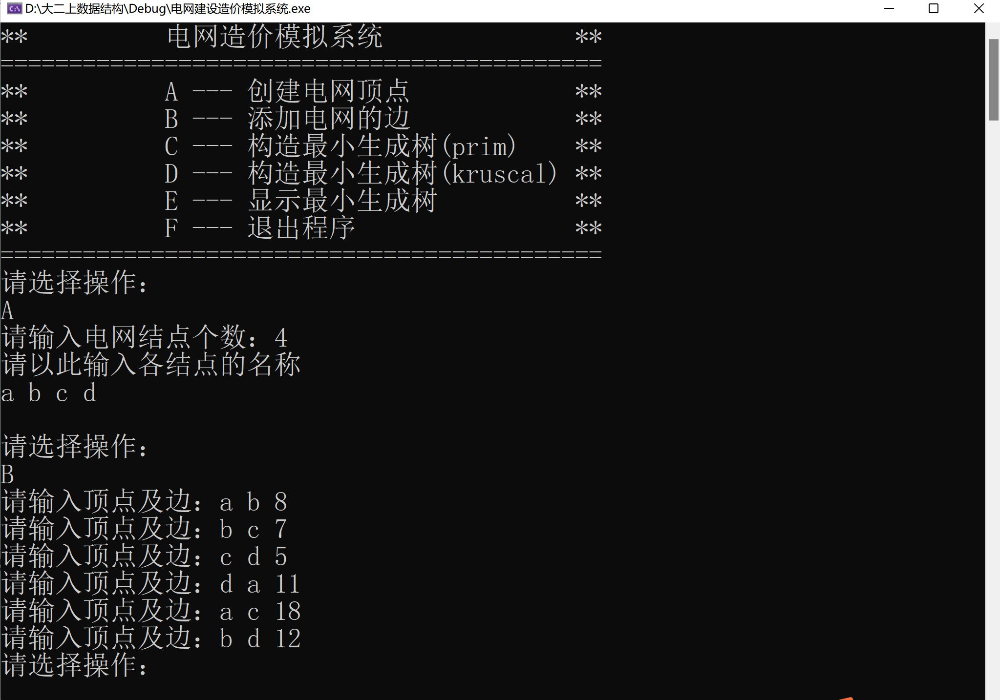 D:\大二上数据结构\Debug\电网建设造价模拟系统.exe
** 电网造价模拟系统 **
============================================
** A --- 创建电网顶点 **
** B --- 添加电网的边 **
** C --- 构造最小生成树(prim) **
** D --- 构造最小生成树(kruscal) **
** E --- 显示最小生成树 **
** F --- 退出程序 **
============================================
请选择操作：
A
请输入电网结点个数：4
请以此输入各结点的名称
a b c d
请选择操作：
B
请输入顶点及边：a b 8
请输入顶点及边：b c 7
请输入顶点及边：c d 5
请输入顶点及边：d a 11
请输入顶点及边：a c 18
请输入顶点及边：b d 12
请选择操作：